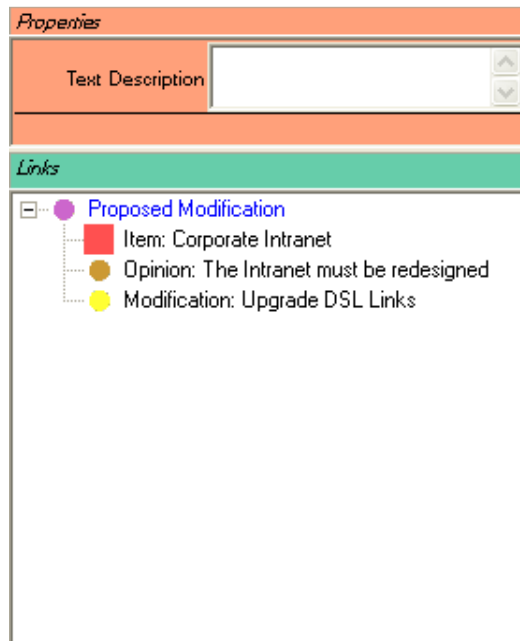 Properties
Text Description
Links
Proposed Modification
Item: Corporate Intranet
Opinion: The Intranet must be redesigned
Modification: Upgrade DSL Links